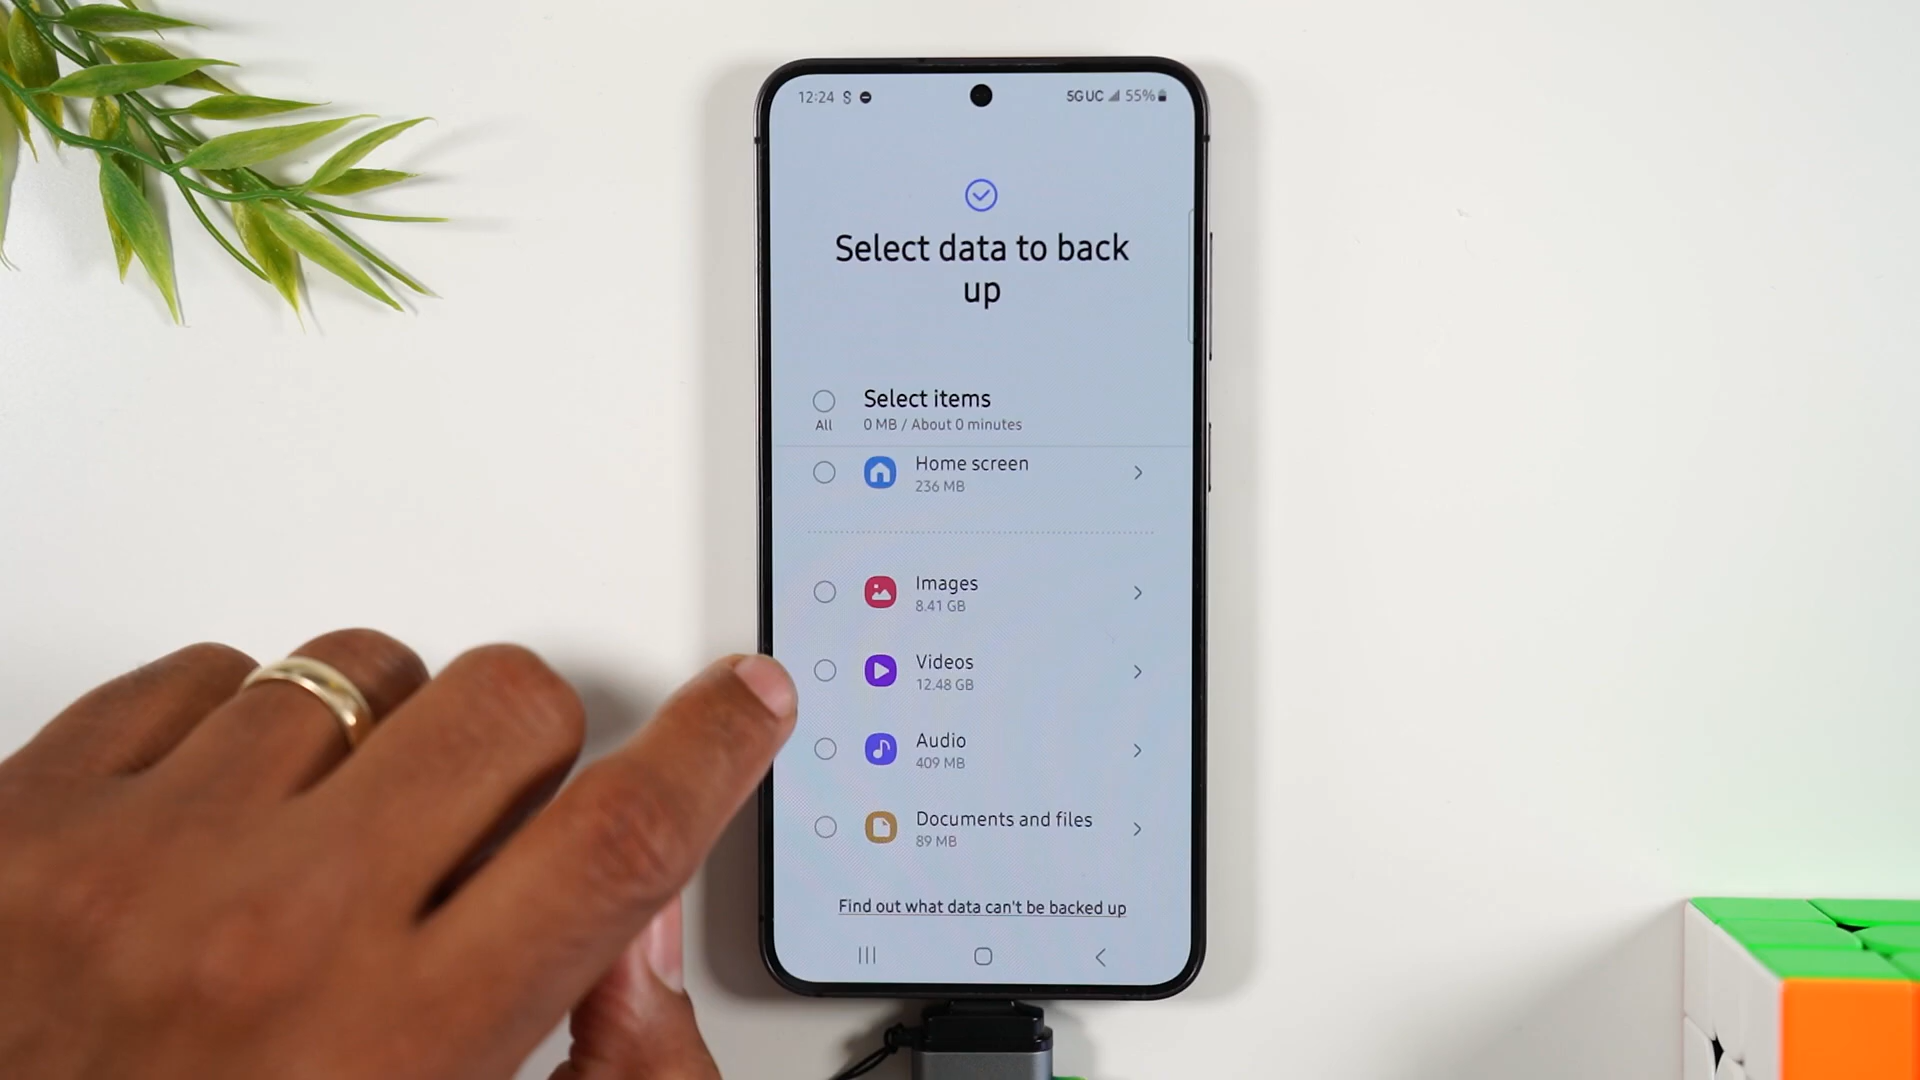 12:24
5G UC 55%
Select data to back
up
Select items
All
0 MB / About 0 minutes
Home screen
236 MB
Images
8.41 GB
Videos
12.48 GB
Audio
409 MB
Documents and files
89 MB
Find out what data can't be backed up